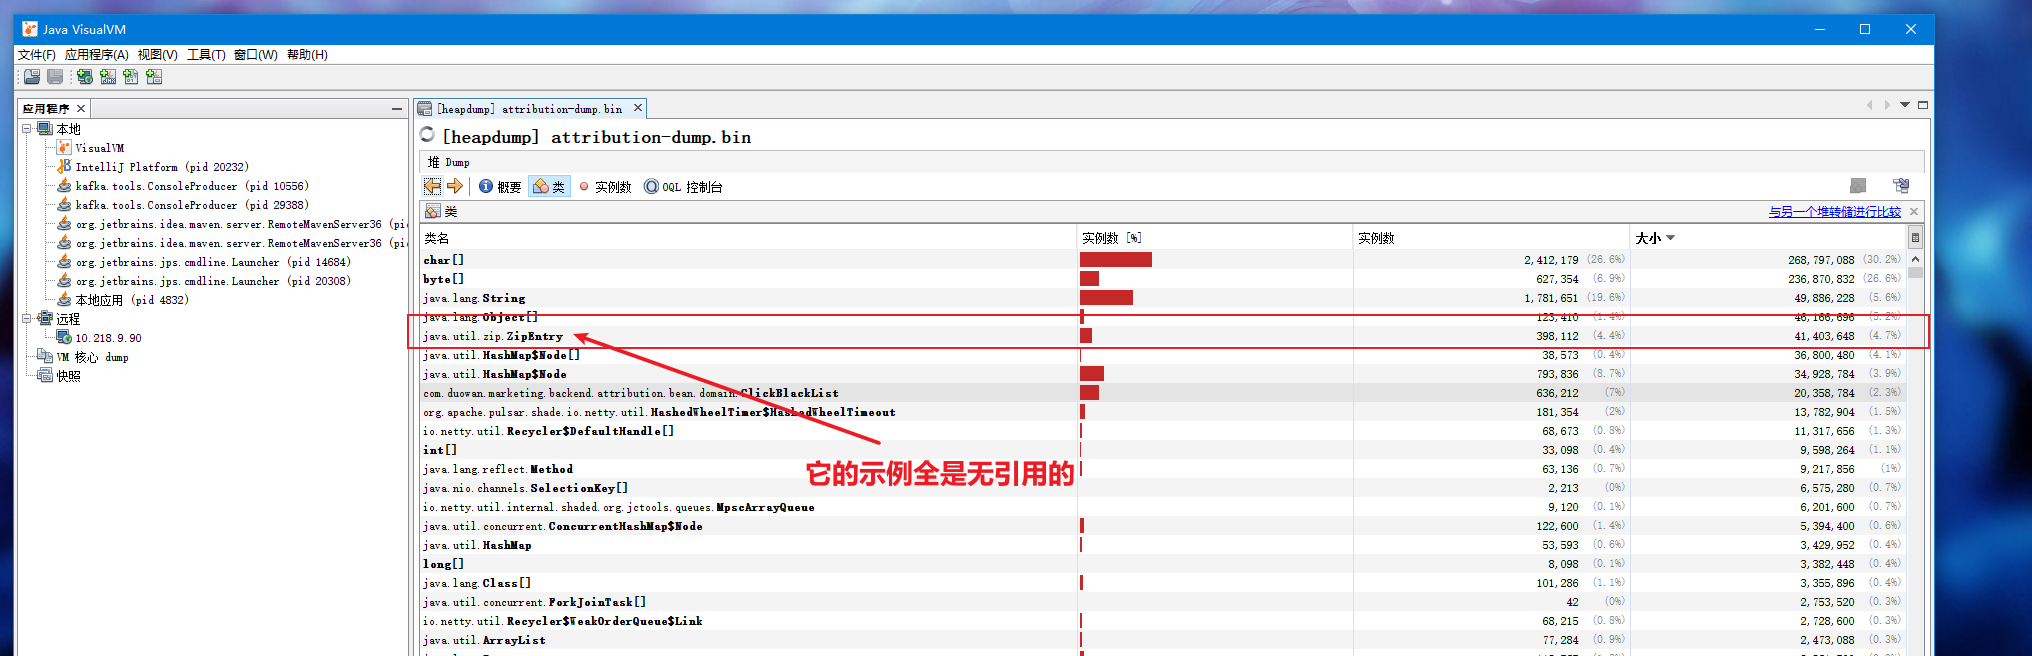 Java VisualVM
文件(F) 应用程序(A) 视图(V) 工具(T) 窗口(W) 帮助(H)
应用程序
本地
VisualVM
IntelliJ Platform (pid 20232)
kafka.tools.ConsoleProducer (pid 10556)
kafka.tools.ConsoleProducer (pid 29388)
org.jetbrains.idea.maven.server.RemoteMavenServer36 (pi
org.jetbrains.idea.maven.server.RemoteMavenServer36 (pi
org.jetbrains.jps.cmdline.Launcher (pid 14684)
org.jetbrains.jps.cmdline.Launcher (pid 20308)
本地应用 (pid 4832)
远程
10.218.9.90
VM 核心 dump
快照
[heapdump] attribution-dump.bin
[heapdump] attribution-dump.bin
堆 Dump
概要 类 实例数 OQL 控制台
类 与另一个堆转储进行比较
类名 实例数 [%] 实例数 大小
char[] 2,412,179 (26.6%) 268,797,088 (30.2%)
byte[] 627,354 (6.9%) 236,870,832 (26.6%)
java.lang.String 1,781,651 (19.6%) 49,886,228 (5.6%)
java.lang.Object[] 123,410 (1.4%) 46,166,696 (5.2%)
java.util.zip.ZipEntry 398,112 (4.4%) 41,403,648 (4.7%)
java.util.HashMap$Node[] 38,573 (0.4%) 36,800,480 (4.1%)
java.util.HashMap$Node 793,836 (8.7%) 34,928,784 (3.9%)
com.duowan.marketing.backend.attribution.bean.domain.ClickBlackList 636,212 (7%) 20,358,784 (2.3%)
org.apache.pulsar.shade.io.netty.util.HashedWheelTimer$HashedWheelTimeout 181,354 (2%) 13,782,904 (1.5%)
io.netty.util.Recycler$DefaultHandle[] 68,673 (0.8%) 11,317,656 (1.3%)
int[] 33,098 (0.4%) 9,598,264 (1.1%)
java.lang.reflect.Method 63,136 (0.7%) 9,217,856 (1%)
它的示例全是无引用的
java.nio.channels.SelectionKey[] 2,213 (0%) 6,575,280 (0.7%)
io.netty.util.internal.shaded.org.jctools.queues.MpscArrayQueue 9,120 (0.1%) 6,201,600 (0.7%)
java.util.concurrent.ConcurrentHashMap$Node 122,600 (1.4%) 5,394,400 (0.6%)
java.util.HashMap 53,593 (0.6%) 3,429,952 (0.4%)
long[] 8,098 (0.1%) 3,382,448 (0.4%)
java.lang.Class[] 101,286 (1.1%) 3,355,896 (0.4%)
java.util.concurrent.ForkJoinTask[] 42 (0%) 2,753,520 (0.3%)
io.netty.util.Recycler$WeakOrderQueue$Link 68,215 (0.8%) 2,728,600 (0.3%)
java.util.ArrayList 77,284 (0.9%) 2,473,088 (0.3%)